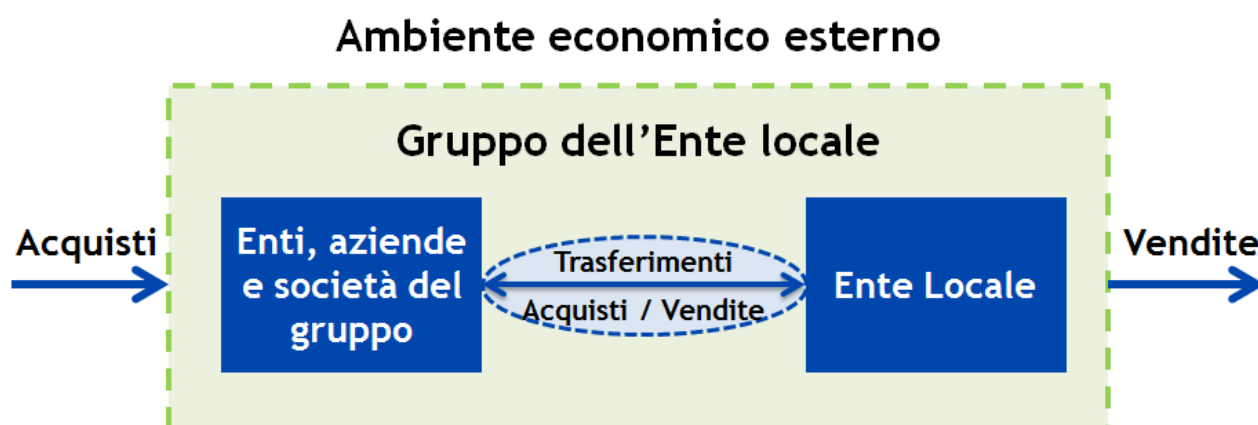 Ambiente economico esterno
Gruppo dell'Ente locale
Acquisti
Enti, aziende
e società del
gruppo
Trasferimenti
Acquisti / Vendite
Ente Locale
Vendite